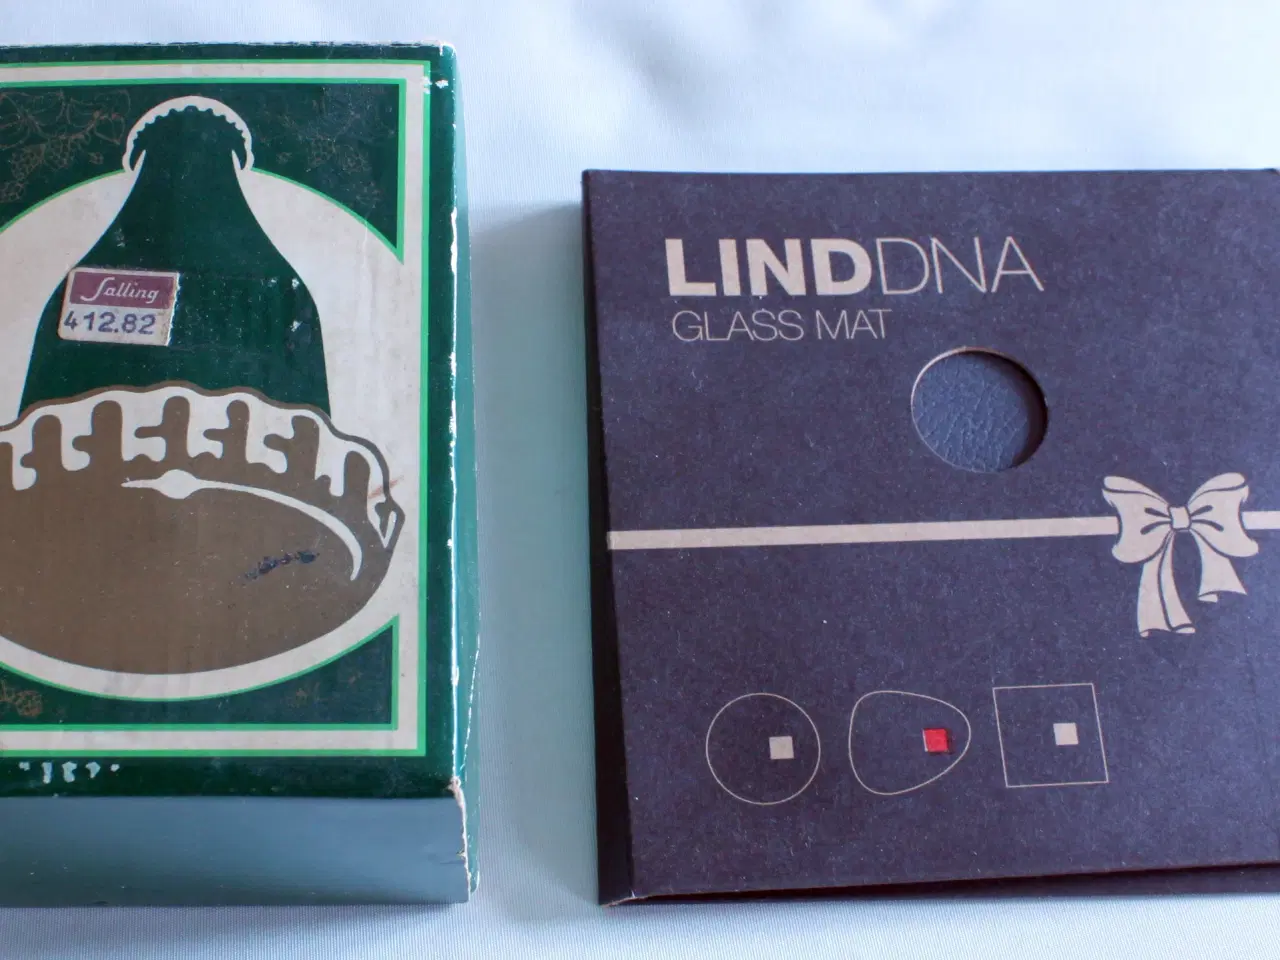 Salling
412.82
LINDDNA
GLASS MAT